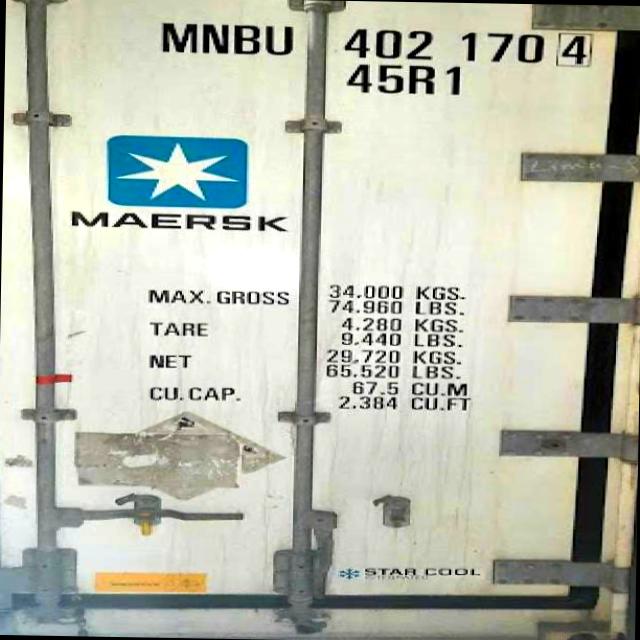 MNBU 402 170 4
45R1
MAERSK
MAX. GROSS 34.000 KGS.
74.960 LBS.
TARE 4.280 KGS.
9.440 LBS.
NET 29.720 KGS.
65.520 LBS.
CU. CAP. 67.5 CU.M
2.384 CU.FT
STAR COOL
INTEGRATED